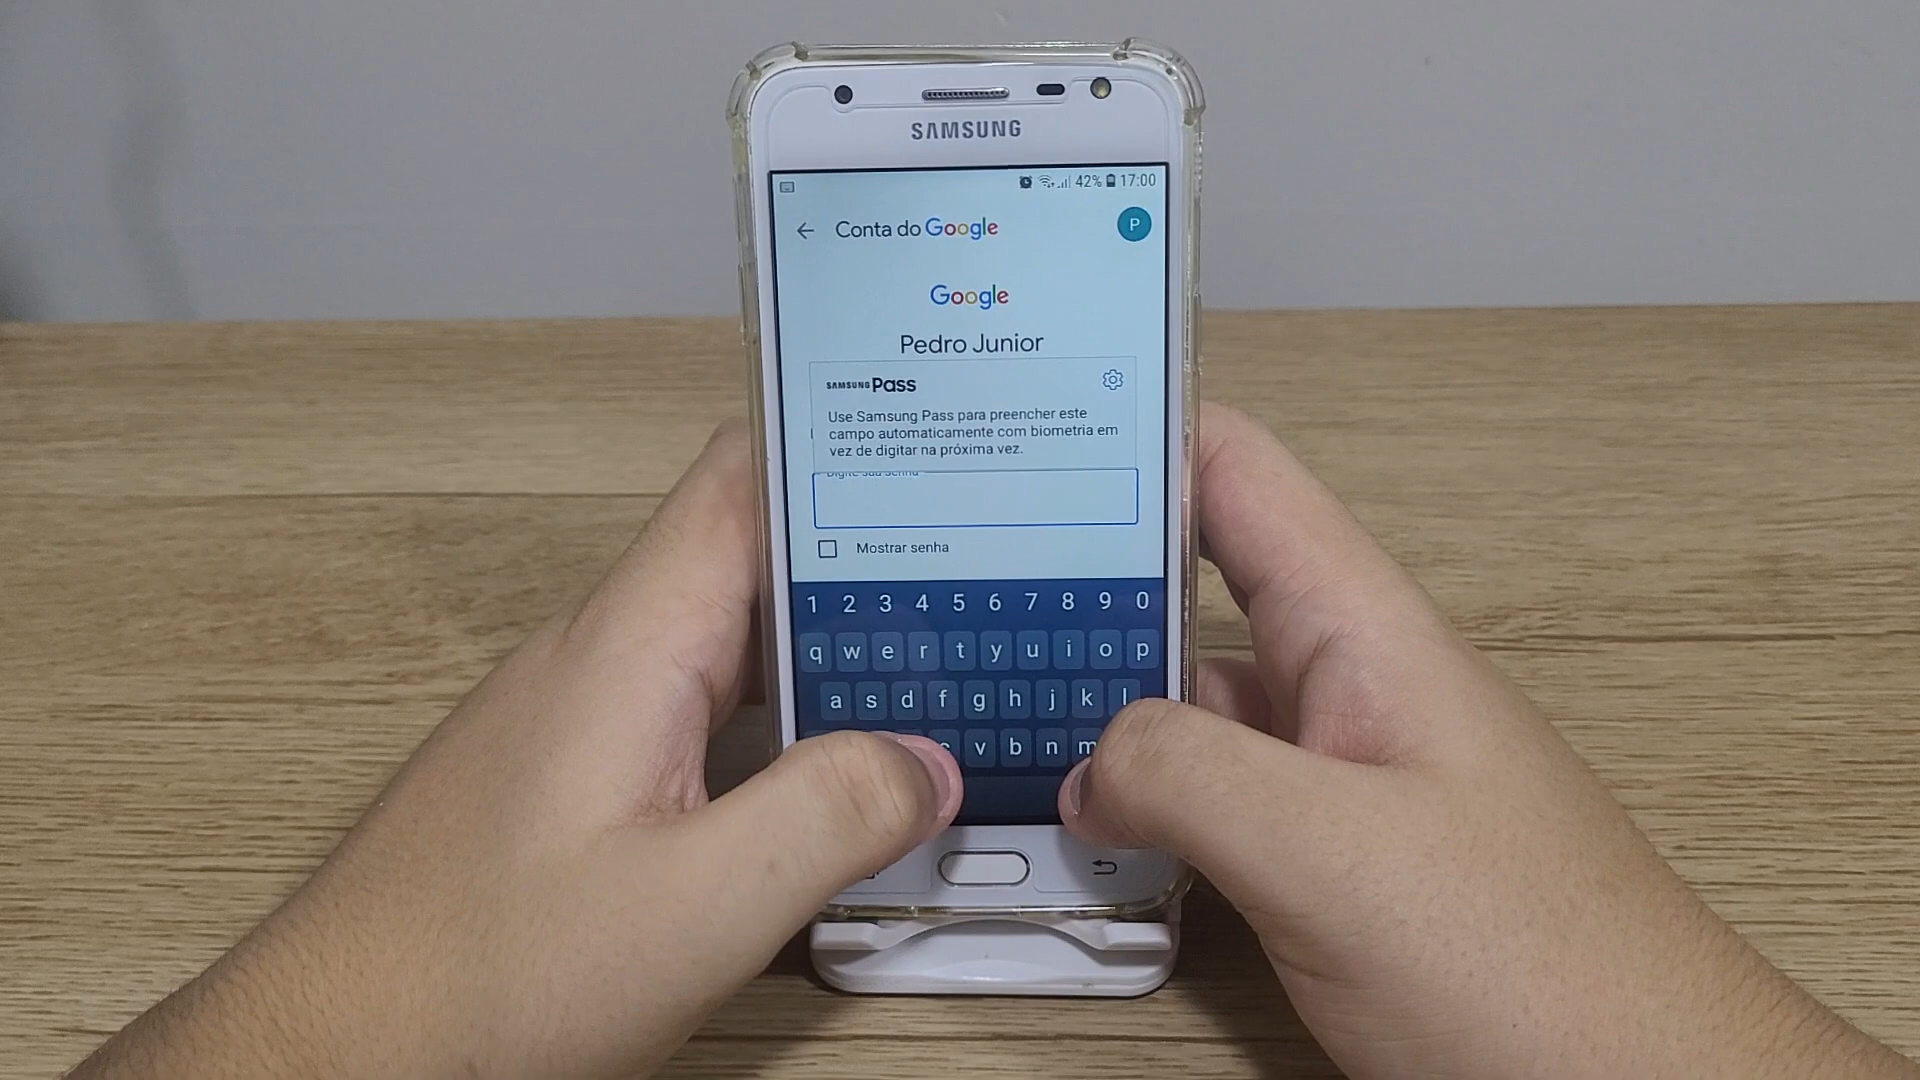 SAMSUNG
42% 17:00
Conta do Google
P
Google
Pedro Junior
SAMSUNG Pass
Use Samsung Pass para preencher este
campo automaticamente com biometria em
vez de digitar na próxima vez.
Digite sua senha
Mostrar senha
1 2 3 4 5 6 7 8 9 0
q w e r t y u i o p
a s d f g h j k l
c v b n m